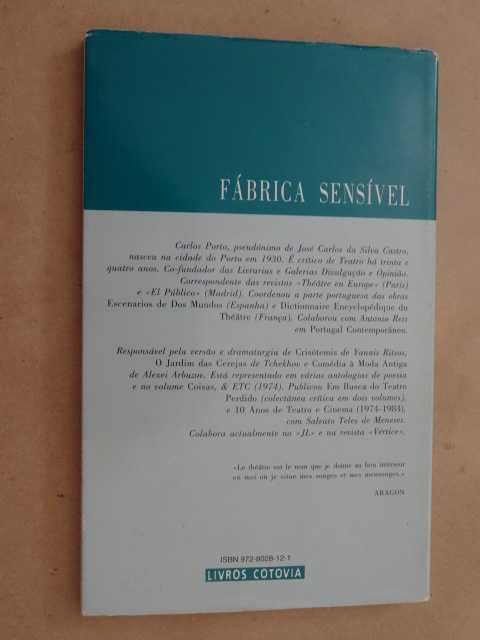 FÁBRICA SENSÍVEL
Carlos Porto, pseudónimo de José Carlos da Silva Castro,
nasceu na cidade do Porto em 1930. É crítico de Teatro há trinta e
quatro anos. Co-fundador das Livrarias e Galerias Divulgação e Opinião.
Correspondente das revistas «Théâtre en Europe» (Paris)
e «El Público» (Madrid). Coordenou a parte portuguesa das obras
Escenarios de Dos Mundos (Espanha) e Dictionnaire Encyclopédique du
Théâtre (França). Colaborou com António Reis
em Portugal Contemporâneo.
Responsável pela versão e dramaturgia de Crisótemis de Yannis Ritsos,
O Jardim das Cerejas de Tchekhov e Comédia à Moda Antiga
de Alexei Arbuzov. Está representado em várias antologias de poesia
e no volume Coisas, & ETC (1974). Publicou Em Busca do Teatro
Perdido (colectânea crítica em dois volumes),
e 10 Anos de Teatro e Cinema (1974-1984),
com Salvato Teles de Meneses.
Colabora actualmente no «JL» e na revista «Vértice».
«Le théâtre est le nom que je donne au lieu intérieur
en moi où je situe mes songes et mes mensonges.»
ARAGON
ISBN 972-9028-12-1
LIVROS COTOVIA